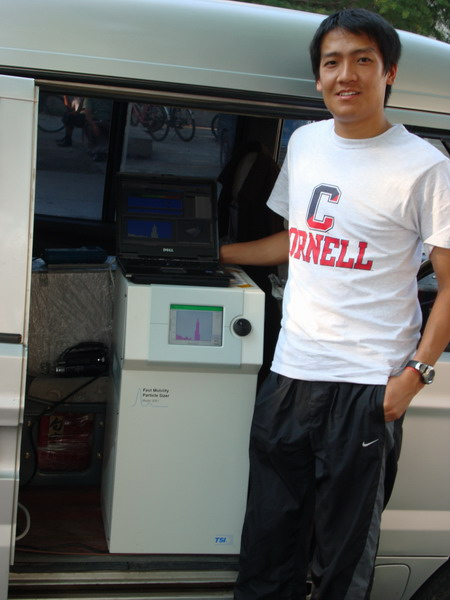 C
ORNELL
DELL
Fast Mobility
Particle Sizer
TSI